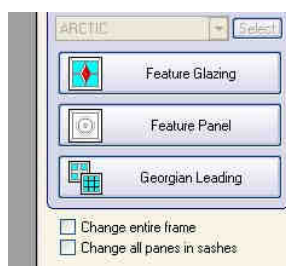 ARCTIC Select
Feature Glazing
Feature Panel
Georgian Leading
Change entire frame
Change all panes in sashes